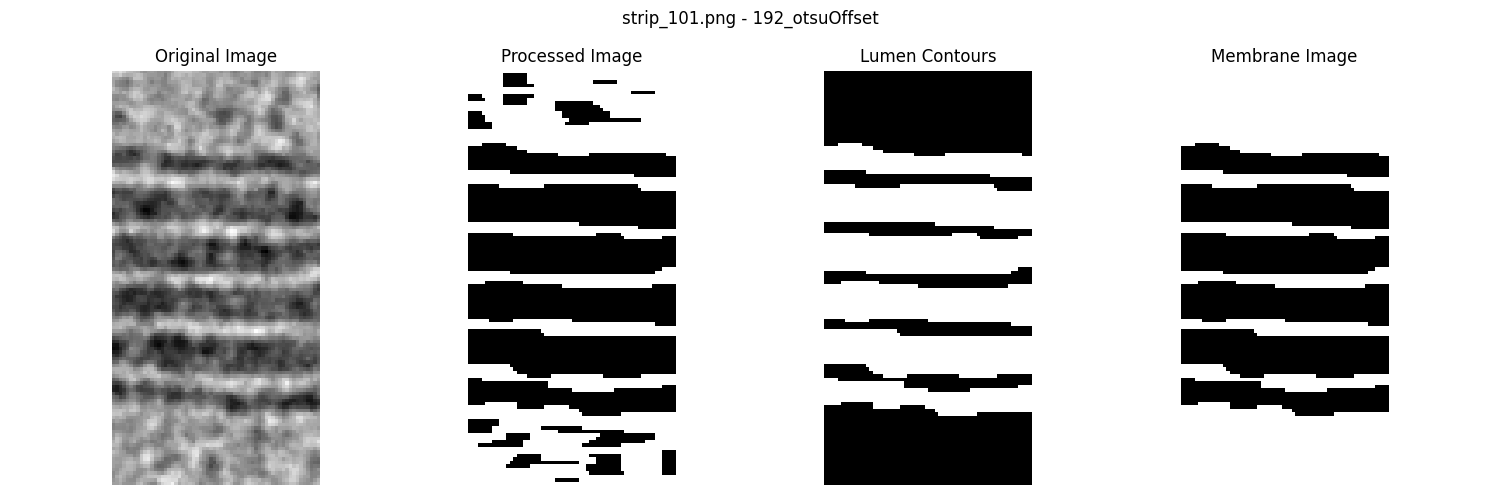 strip_101.png - 192_otsuOffset
Original Image
Processed Image
Lumen Contours
Membrane Image